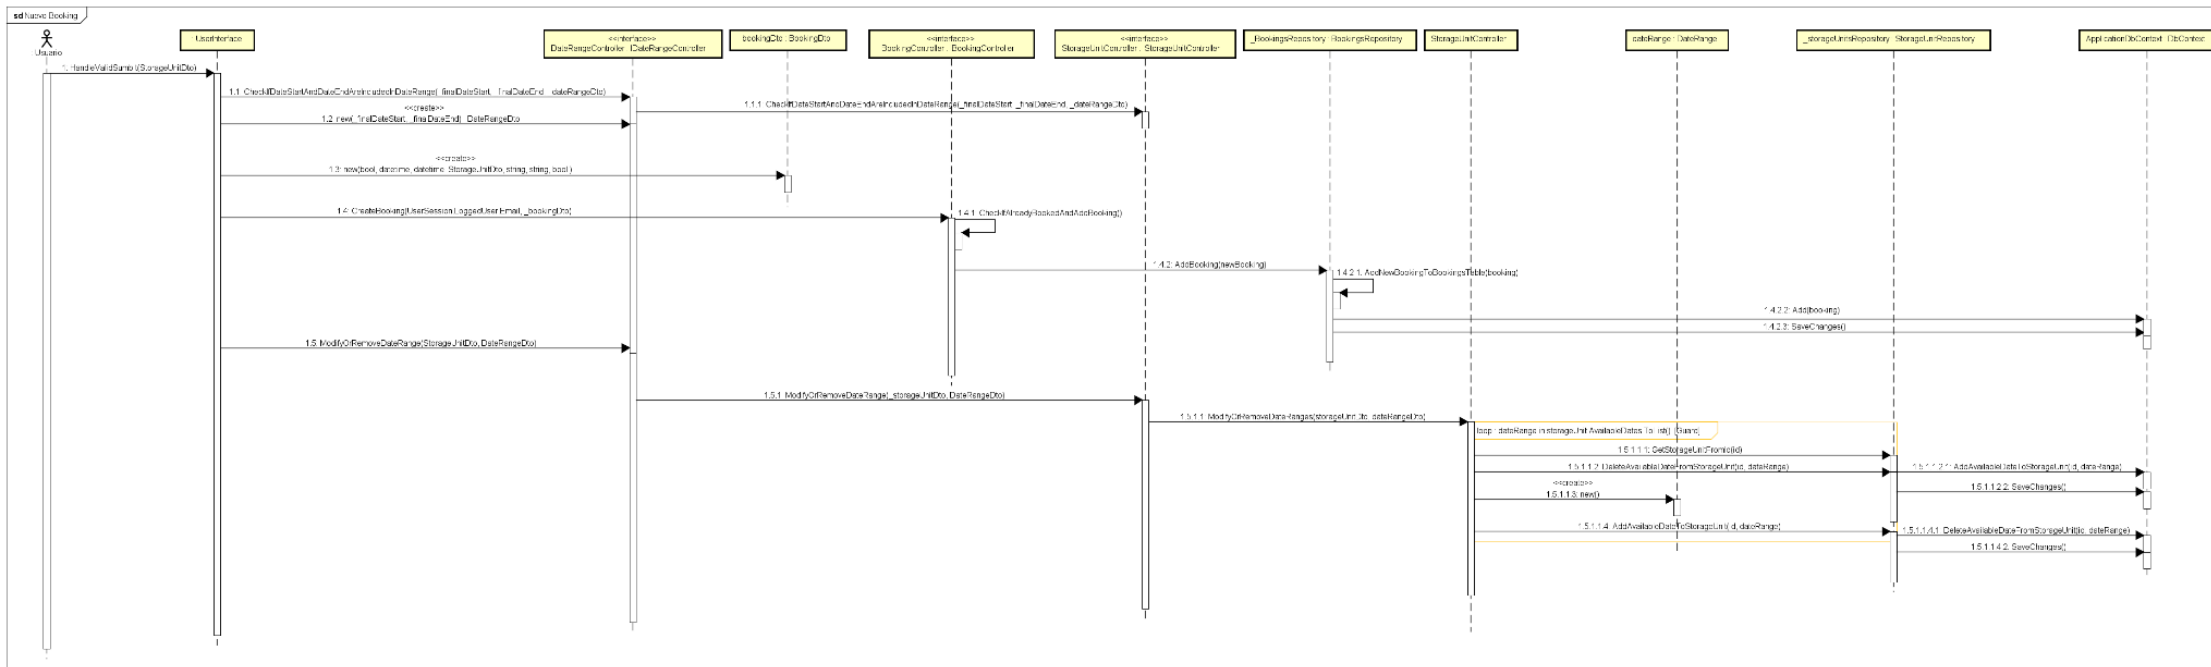 sd Nuevo Booking
Usuario
: UserInterface
<<interface>>
DateRangeController : IDateRangeController
bookingDto : BookingDto
<<interface>>
BookingController : BookingController
<<interface>>
StorageUnitController : StorageUnitController
_BookingsRepository : BookingsRepository
StorageUnitController
dateRange : DateRange
_storageUnitsRepository : StorageUnitRepository
ApplicationDbContext : DbContext
1: HandleValidSumbit(StorageUnitDto)
1.1: CheckIfDateStartAndDateEndAreIncludedInDateRange(_finalDateStart, _finalDateEnd, _dateRangeDto)
1.1.1: CheckIfDateStartAndDateEndAreIncludedInDateRange(_finalDateStart, _finalDateEnd, _dateRangeDto)
<<create>>
1.2: new(_finalDateStart, _finalDateEnd) : DateRangeDto
<<create>>
1.3: new(bool, datetime, datetime, StorageUnitDto, string, string, bool )
1.4: CreateBooking(UserSession.LoggedUser.Email, _bookingDto)
1.4.1: CheckIfAlreadyBookedAndAddBooking()
1.4.2: AddBooking(newBooking)
1.4.2.1: AddNewBookingToBookingsTable(booking)
1.4.2.2: Add(booking)
1.4.2.3: SaveChanges()
1.5: ModifyOrRemoveDateRange(StorageUnitDto, DateRangeDto)
1.5.1: ModifyOrRemoveDateRange(_storageUnitDto, DateRangeDto)
1.5.1.1: ModifyOrRemoveDateRanges(storageUnitDto, dateRangeDto)
loop : dateRange in storageUnit.AvailableDates.ToList() [Guard]
1.5.1.1.1: GetStorageUnitFromId(id)
1.5.1.1.2: DeleteAvailableDateFromStorageUnit(id, dateRange)
1.5.1.1.2.1: AddAvailableDateToStorageUnit(id, dateRange)
<<create>>
1.5.1.1.3: new()
1.5.1.1.2.2: SaveChanges()
1.5.1.1.4: AddAvailableDateToStorageUnit(id, dateRange)
1.5.1.1.4.1: DeleteAvailableDateFromStorageUnit(id, dateRange)
1.5.1.1.4.2: SaveChanges()